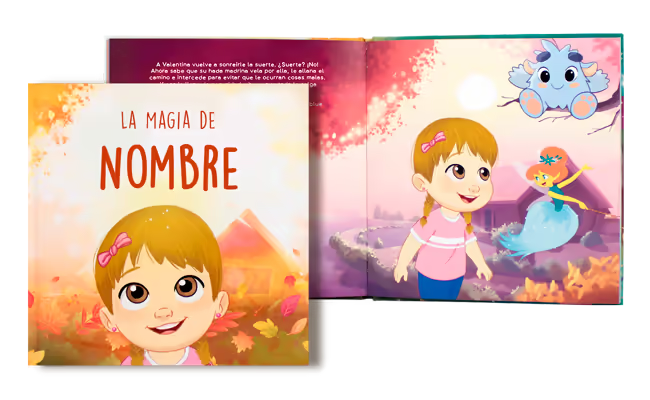 LA MAGIA DE
NOMBRE
A Valentina vuelve a sonreírle la suerte. ¿Suerte? ¡No!
Ahora sabe que su hada madrina vela por ella, le allana el
camino e intercede para evitar que le ocurran cosas malas.